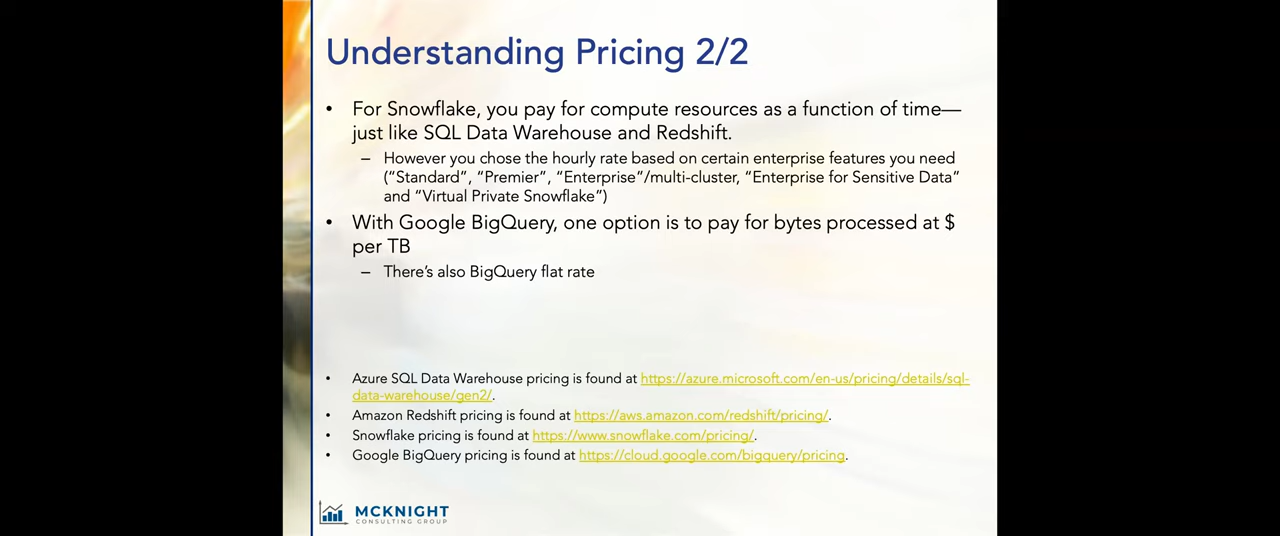 Understanding Pricing 2/2
• For Snowflake, you pay for compute resources as a function of time—
just like SQL Data Warehouse and Redshift.
– However you chose the hourly rate based on certain enterprise features you need
(“Standard”, “Premier”, “Enterprise”/multi-cluster, “Enterprise for Sensitive Data”
and “Virtual Private Snowflake”)
• With Google BigQuery, one option is to pay for bytes processed at $
per TB
– There’s also BigQuery flat rate
• Azure SQL Data Warehouse pricing is found at https://azure.microsoft.com/en-us/pricing/details/sql-
data-warehouse/gen2/.
• Amazon Redshift pricing is found at https://aws.amazon.com/redshift/pricing/.
• Snowflake pricing is found at https://www.snowflake.com/pricing/.
• Google BigQuery pricing is found at https://cloud.google.com/bigquery/pricing.
MCKNIGHT
CONSULTING GROUP